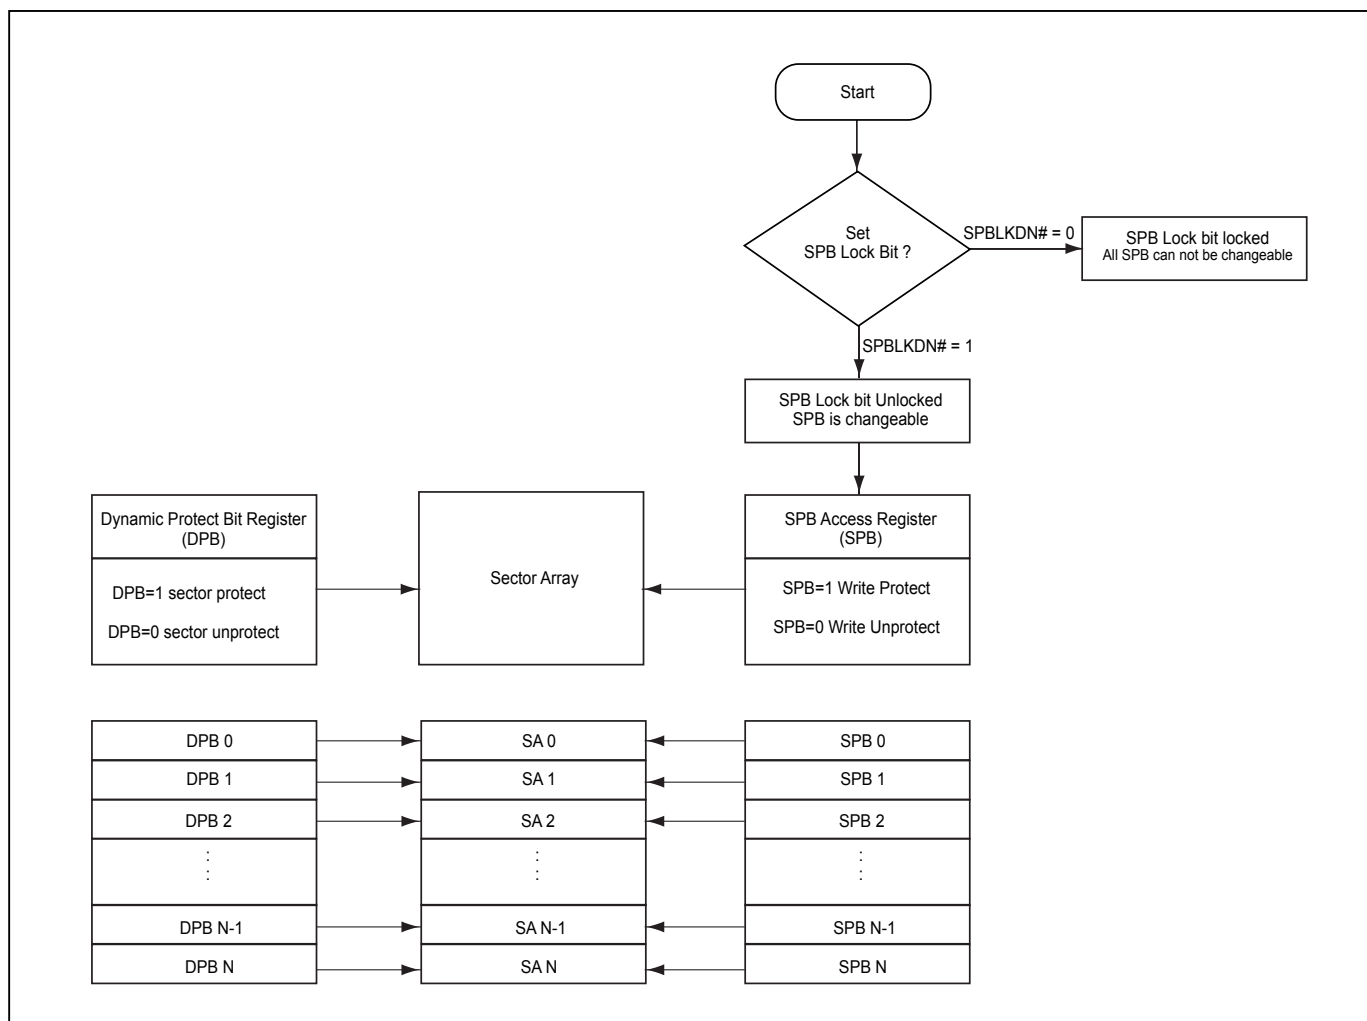 Start
Set
SPB Lock Bit ?
SPBLKDN# = 0
SPB Lock bit locked
All SPB can not be changeable
SPBLKDN# = 1
SPB Lock bit Unlocked
SPB is changeable
Dynamic Protect Bit Register
(DPB)
DPB=1 sector protect
DPB=0 sector unprotect
Sector Array
SPB Access Register
(SPB)
SPB=1 Write Protect
SPB=0 Write Unprotect
DPB 0 SA 0 SPB 0
DPB 1 SA 1 SPB 1
DPB 2 SA 2 SPB 2
DPB N-1 SA N-1 SPB N-1
DPB N SA N SPB N